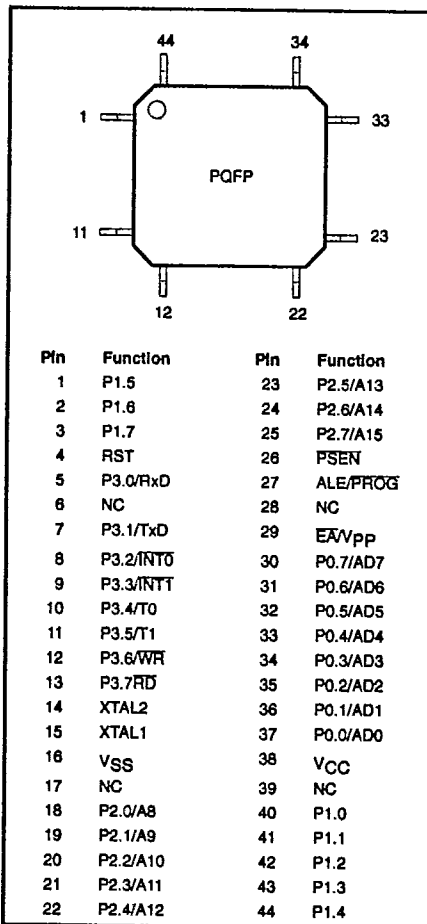 44 34
1 33
PQFP
11 23
12 22
Pin Function Pin Function
1 P1.5 23 P2.5/A13
2 P1.6 24 P2.6/A14
3 P1.7 25 P2.7/A15
4 RST 26 P̅S̅E̅N̅
5 P3.0/RxD 27 ALE/P̅R̅O̅G̅
6 NC 28 NC
7 P3.1/TxD 29 E̅A̅/VPP
8 P3.2/I̅N̅T̅0̅ 30 P0.7/AD7
9 P3.3/I̅N̅T̅1̅ 31 P0.6/AD6
10 P3.4/T0 32 P0.5/AD5
11 P3.5/T1 33 P0.4/AD4
12 P3.6/W̅R̅ 34 P0.3/AD3
13 P3.7R̅D̅ 35 P0.2/AD2
14 XTAL2 36 P0.1/AD1
15 XTAL1 37 P0.0/AD0
16 VSS 38 VCC
17 NC 39 NC
18 P2.0/A8 40 P1.0
19 P2.1/A9 41 P1.1
20 P2.2/A10 42 P1.2
21 P2.3/A11 43 P1.3
22 P2.4/A12 44 P1.4